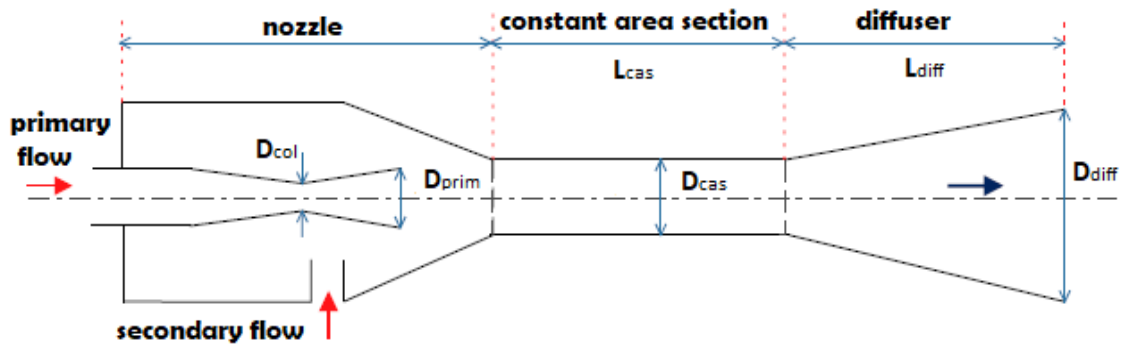 nozzle
constant area section
diffuser
Lcas
Ldiff
primary
flow
Dcol
Dprim
Dcas
Ddiff
secondary flow